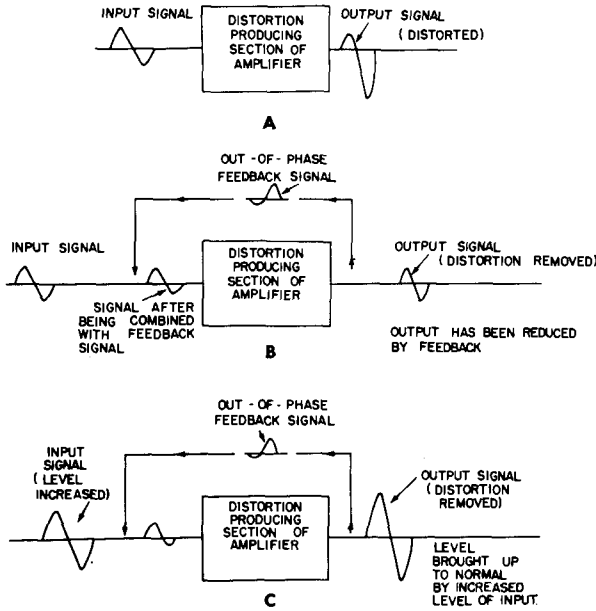 INPUT SIGNAL
DISTORTION
PRODUCING
SECTION OF
AMPLIFIER
OUTPUT SIGNAL
(DISTORTED)
A
OUT-OF-PHASE
FEEDBACK SIGNAL
INPUT SIGNAL
SIGNAL AFTER
BEING COMBINED
WITH FEEDBACK
SIGNAL
DISTORTION
PRODUCING
SECTION OF
AMPLIFIER
OUTPUT SIGNAL
(DISTORTION REMOVED)
OUTPUT HAS BEEN REDUCED
BY FEEDBACK
B
OUT-OF-PHASE
FEEDBACK SIGNAL
INPUT
SIGNAL
(LEVEL
INCREASED)
DISTORTION
PRODUCING
SECTION OF
AMPLIFIER
OUTPUT SIGNAL
(DISTORTION
REMOVED)
LEVEL
BROUGHT UP
TO NORMAL
BY INCREASED
LEVEL OF INPUT.
C